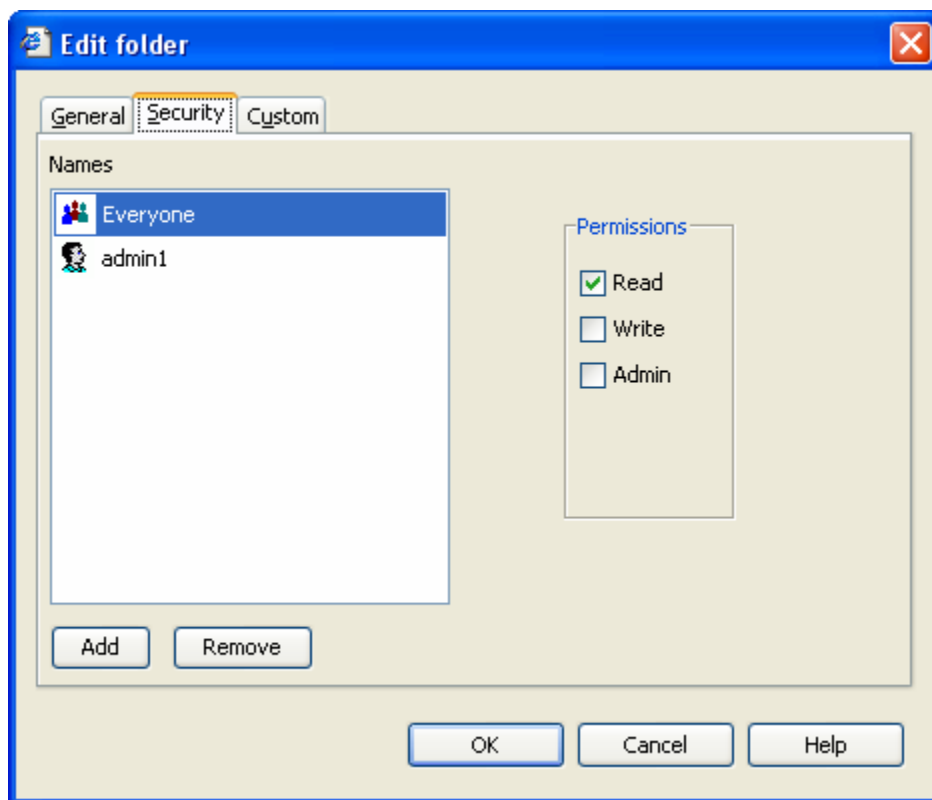 Edit folder
General Security Custom
Names
Everyone
admin1
Permissions
Read
Write
Admin
Add Remove
OK Cancel Help